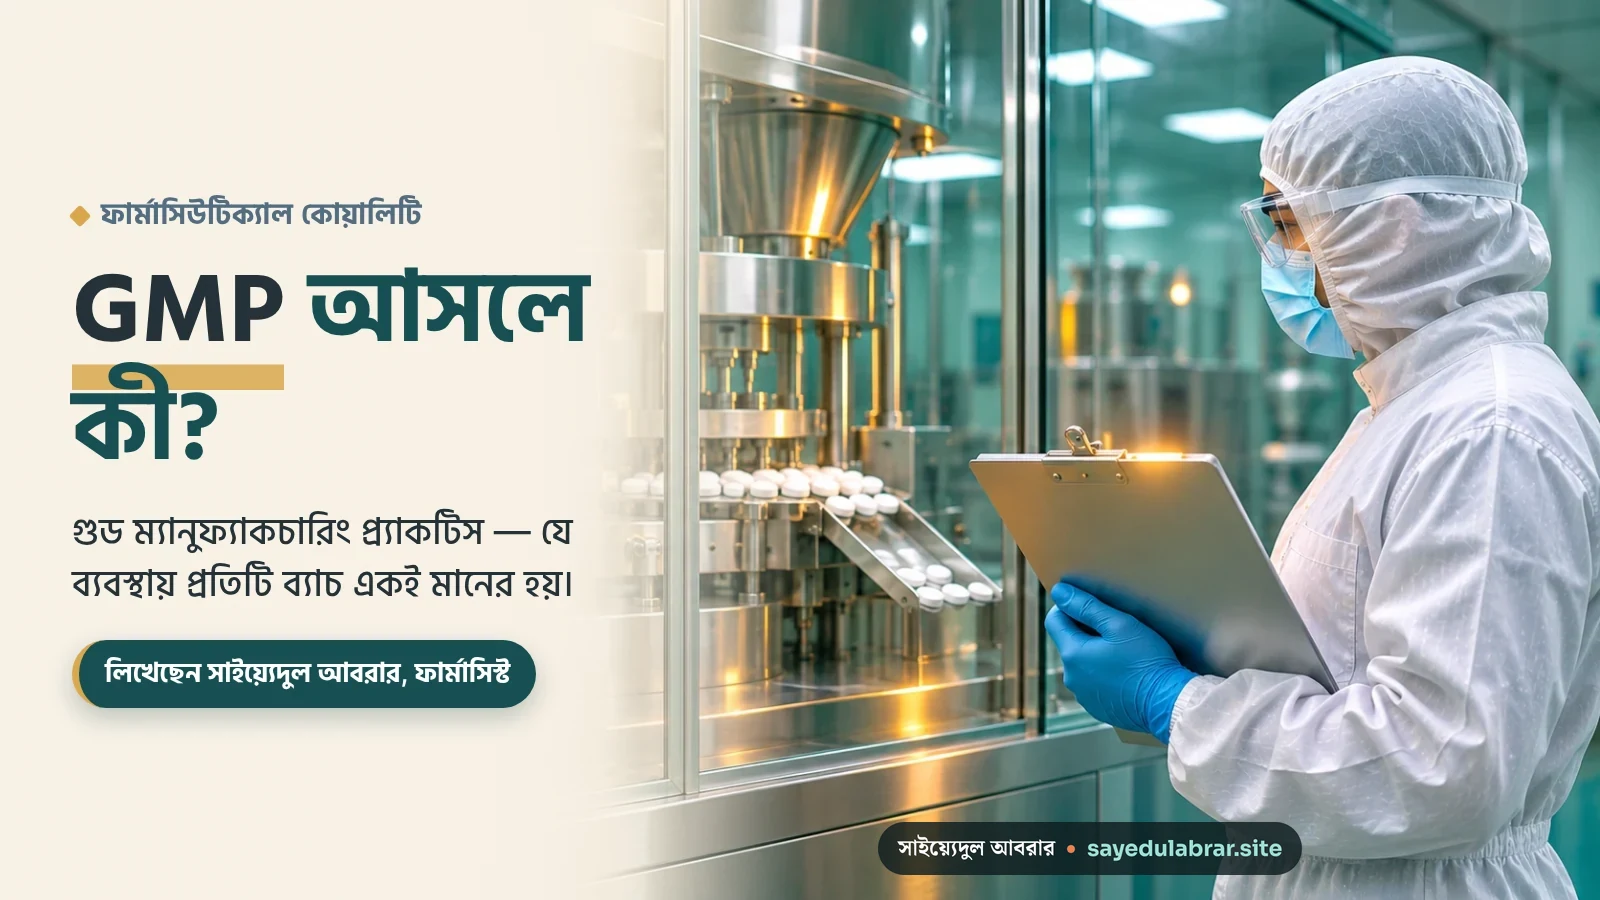 ফার্মাসিউটিক্যাল কোয়ালিটি
GMP আসলে
কী?
গুড ম্যানুফ্যাকচারিং প্র্যাকটিস — যে
ব্যবস্থায় প্রতিটি ব্যাচ একই মানের হয়।
লিখেছেন সাইয়্যেদুল আবরার, ফার্মাসিস্ট
সাইয়্যেদুল আবরার • sayedulabrar.site